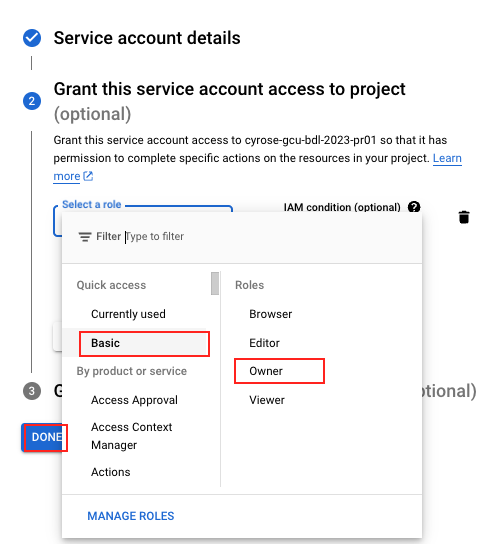 Service account details
2 Grant this service account access to project
(optional)
Grant this service account access to cyrose-gcu-bdl-2023-pr01 so that it has
permission to complete specific actions on the resources in your project. Learn
more
Select a role
IAM condition (optional)
Filter Type to filter
Quick access
Currently used
Basic
By product or service
Access Approval
Access Context
Manager
Actions
Roles
Browser
Editor
Owner
Viewer
MANAGE ROLES
3 G
tional)
DONE